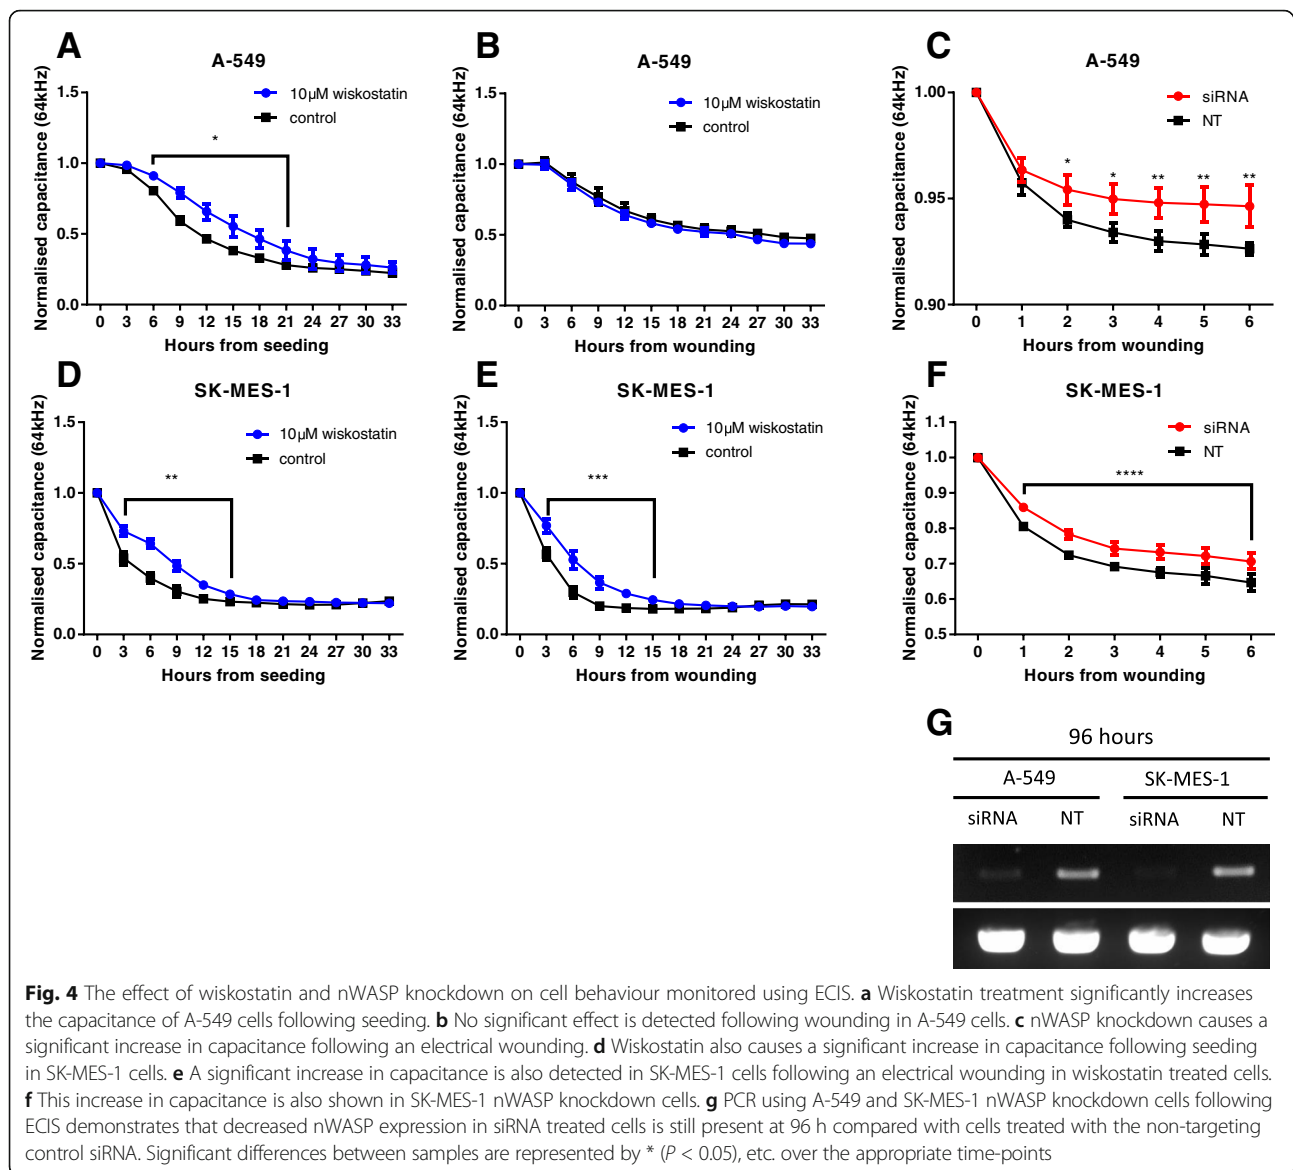 A
A-549
Normalised capacitance (64kHz)
1.5
1.0
0.5
0.0
10µM wiskostatin
control
*
0 3 6 9 12 15 18 21 24 27 30 33
Hours from seeding
B
A-549
Normalised capacitance (64kHz)
1.5
1.0
0.5
0.0
10µM wiskostatin
control
0 3 6 9 12 15 18 21 24 27 30 33
Hours from wounding
C
A-549
Normalised capacitance (64kHz)
1.00
0.95
0.90
siRNA
NT
* * ** ** **
0 1 2 3 4 5 6
Hours from wounding
D
SK-MES-1
Normalised capacitance (64kHz)
1.5
1.0
0.5
0.0
10µM wiskostatin
control
**
0 3 6 9 12 15 18 21 24 27 30 33
Hours from seeding
E
SK-MES-1
Normalised capacitance (64kHz)
1.5
1.0
0.5
0.0
10µM wiskostatin
control
***
0 3 6 9 12 15 18 21 24 27 30 33
Hours from wounding
F
SK-MES-1
Normalised capacitance (64kHz)
1.1
1.0
0.9
0.8
0.7
0.6
0.5
siRNA
NT
****
0 1 2 3 4 5 6
Hours from wounding
G
96 hours
A-549 SK-MES-1
siRNA NT siRNA NT
Fig. 4 The effect of wiskostatin and nWASP knockdown on cell behaviour monitored using ECIS. a Wiskostatin treatment significantly increases
the capacitance of A-549 cells following seeding. b No significant effect is detected following wounding in A-549 cells. c nWASP knockdown causes a
significant increase in capacitance following an electrical wounding. d Wiskostatin also causes a significant increase in capacitance following seeding
in SK-MES-1 cells. e A significant increase in capacitance is also detected in SK-MES-1 cells following an electrical wounding in wiskostatin treated cells.
f This increase in capacitance is also shown in SK-MES-1 nWASP knockdown cells. g PCR using A-549 and SK-MES-1 nWASP knockdown cells following
ECIS demonstrates that decreased nWASP expression in siRNA treated cells is still present at 96 h compared with cells treated with the non-targeting
control siRNA. Significant differences between samples are represented by * (P < 0.05), etc. over the appropriate time-points